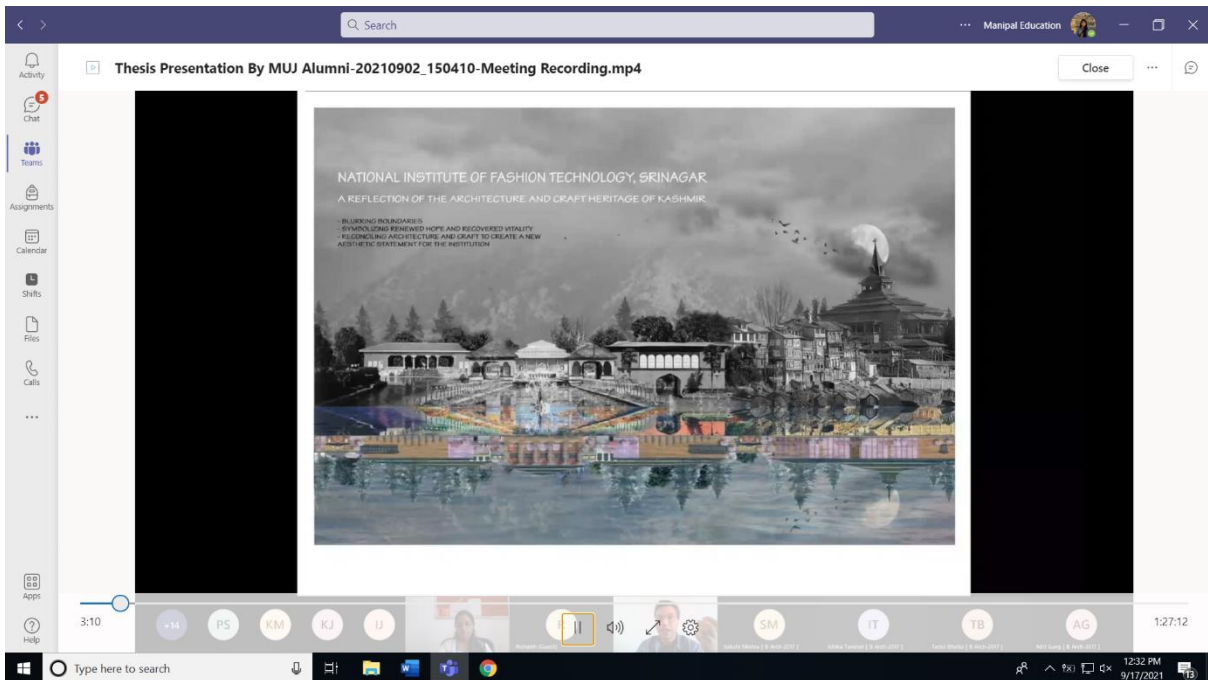 Search
Manipal Education
Activity
Thesis Presentation By MUJ Alumni-20210902_150410-Meeting Recording.mp4
Close
5
Chat
Teams
Assignments
Calendar
Shifts
Files
Calls
NATIONAL INSTITUTE OF FASHION TECHNOLOGY, SRINAGAR
A REFLECTION OF THE ARCHITECTURE AND CRAFT HERITAGE OF KASHMIR
- BLURRING BOUNDARIES
- SYMBOLIZING RENEWED HOPE AND RECOVERED VITALITY
- RECONCILING ARCHITECTURE AND CRAFT TO CREATE A NEW
AESTHETIC STATEMENT FOR THE INSTITUTION
Apps
Help
3:10
+14
PS
KM
KJ
IJ
SM
IT
TB
AG
1:27:12
Type here to search
12:32 PM
9/17/2021
13